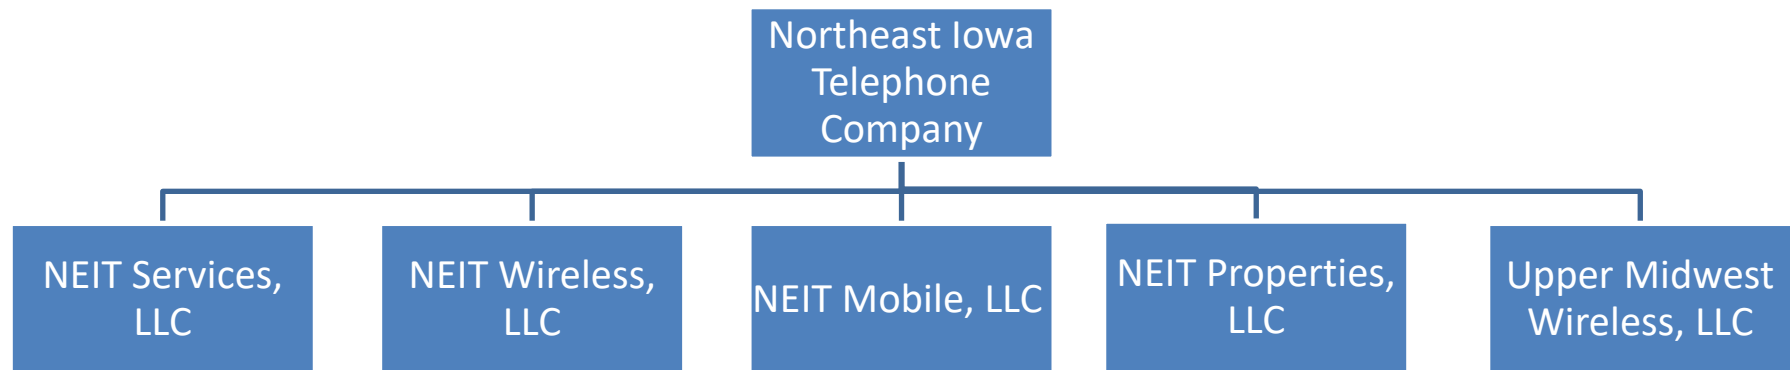 Northeast Iowa
Telephone
Company
NEIT Services,
LLC
NEIT Wireless,
LLC
NEIT Mobile, LLC
NEIT Properties,
LLC
Upper Midwest
Wireless, LLC